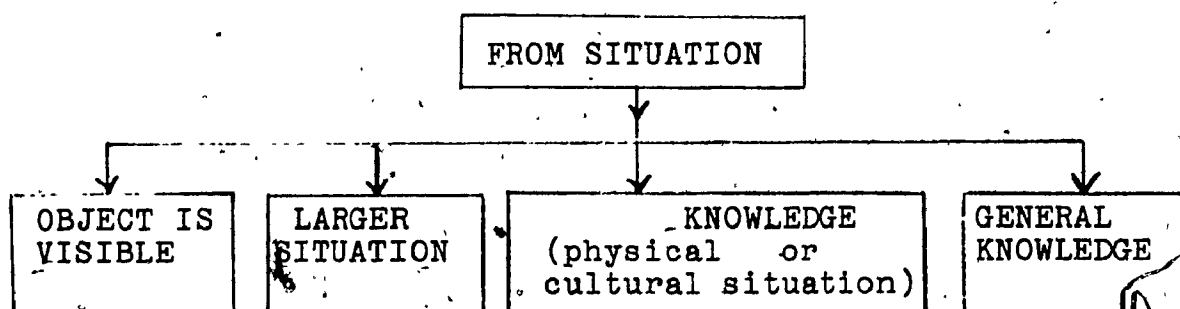 FROM SITUATION
OBJECT IS
VISIBLE
LARGER
SITUATION
KNOWLEDGE
(physical or
cultural situation)
GENERAL
KNOWLEDGE